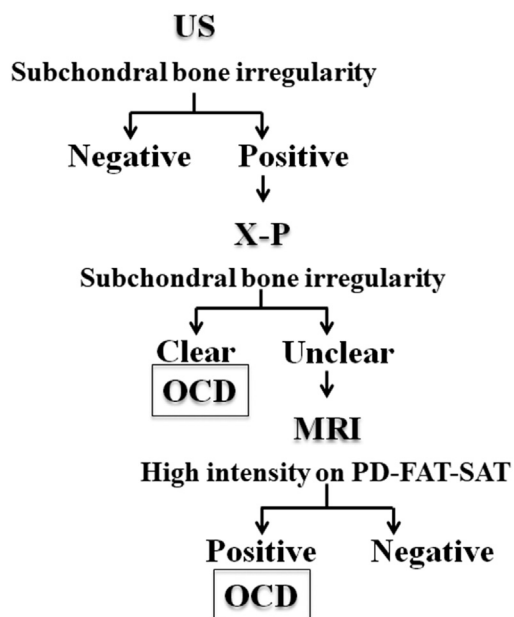 US
Subchondral bone irregularity
Negative Positive
X-P
Subchondral bone irregularity
Clear Unclear
OCD
MRI
High intensity on PD-FAT-SAT
Positive Negative
OCD